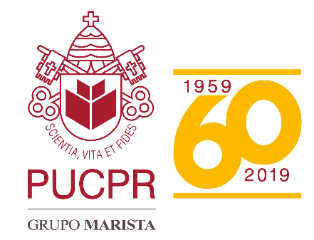 SCIENTIA, VITA ET FIDES
PUCPR
GRUPO MARISTA
1959
60
2019